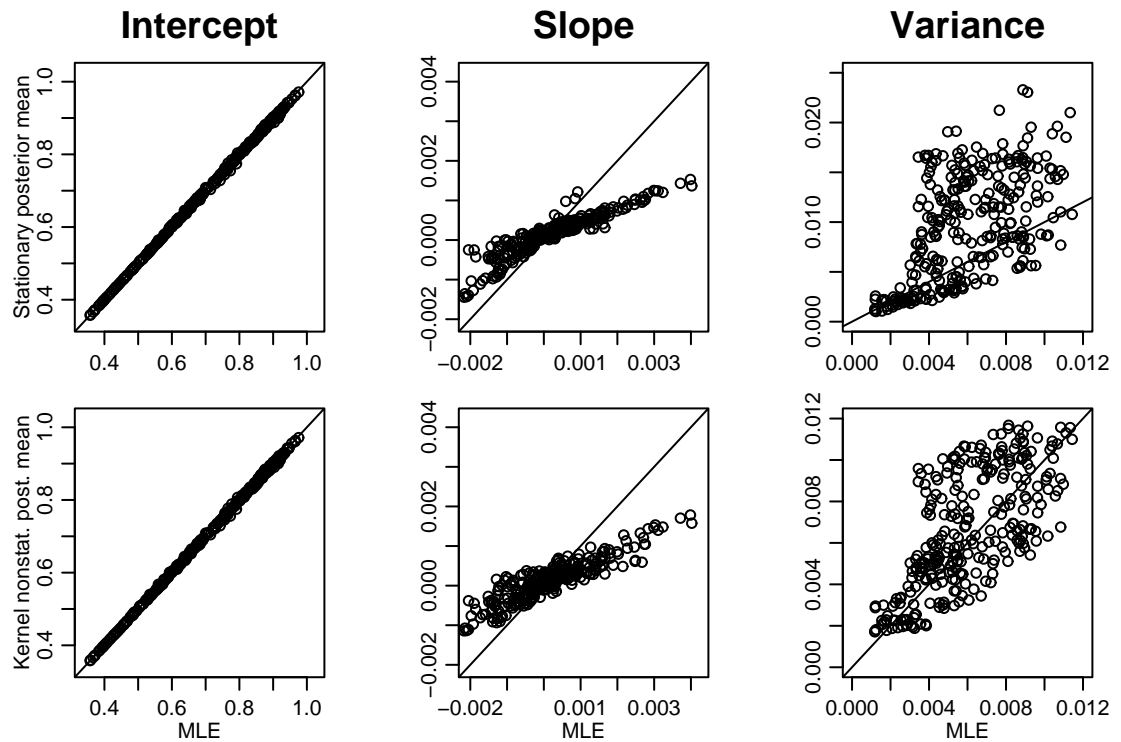 Intercept
Slope
Variance
Stationary posterior mean
0.4 0.6 0.8 1.0
0.4 0.6 0.8 1.0
−0.002 0.000 0.002 0.004
−0.002 0.001 0.003
0.000 0.010 0.020
0.000 0.004 0.008 0.012
Kernel nonstat. post. mean
0.4 0.6 0.8 1.0
0.4 0.6 0.8 1.0
MLE
−0.002 0.000 0.002 0.004
−0.002 0.001 0.003
MLE
0.000 0.004 0.008 0.012
0.000 0.004 0.008 0.012
MLE